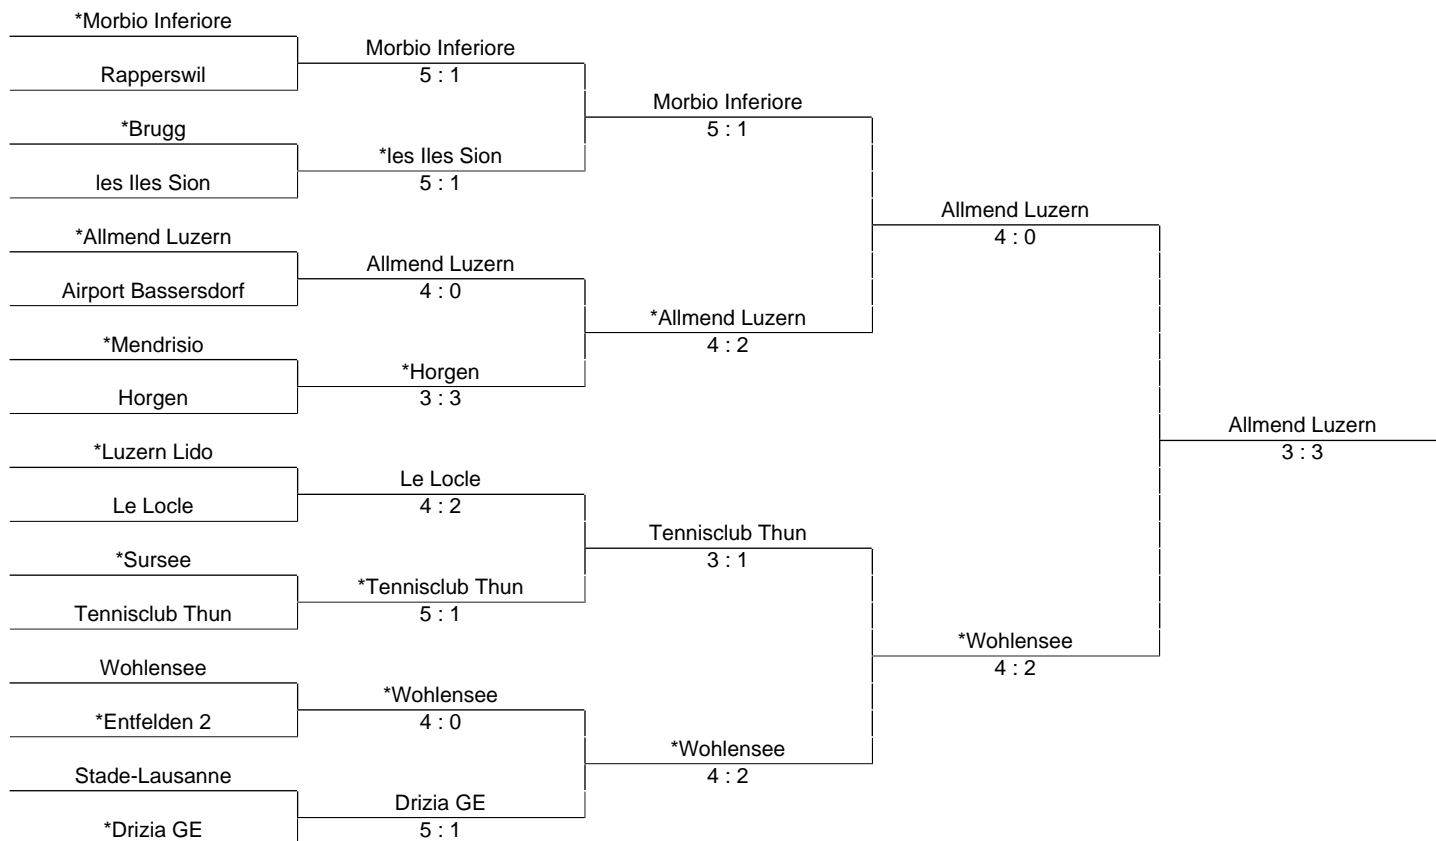 *Morbio Inferiore
Rapperswil
*Brugg
les Iles Sion
*Allmend Luzern
Airport Bassersdorf
*Mendrisio
Horgen
*Luzern Lido
Le Locle
*Sursee
Tennisclub Thun
Wohlensee
*Entfelden 2
Stade-Lausanne
*Drizia GE
Morbio Inferiore
5 : 1
*les Iles Sion
5 : 1
Allmend Luzern
4 : 0
*Horgen
3 : 3
Le Locle
4 : 2
*Tennisclub Thun
5 : 1
*Wohlensee
4 : 0
Drizia GE
5 : 1
Morbio Inferiore
5 : 1
*Allmend Luzern
4 : 2
Tennisclub Thun
3 : 1
*Wohlensee
4 : 2
Allmend Luzern
4 : 0
*Wohlensee
4 : 2
Allmend Luzern
3 : 3